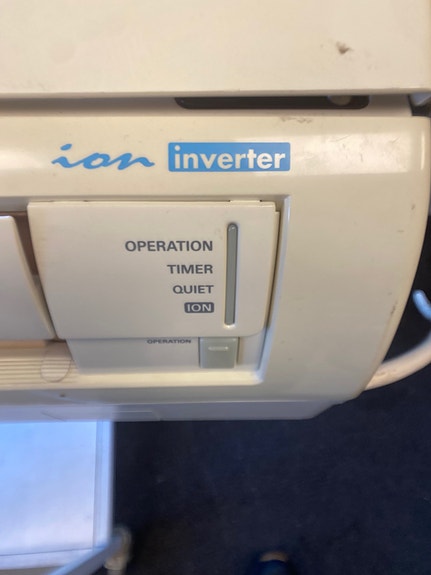 ion inverter
OPERATION
TIMER
QUIET
ION
OPERATION